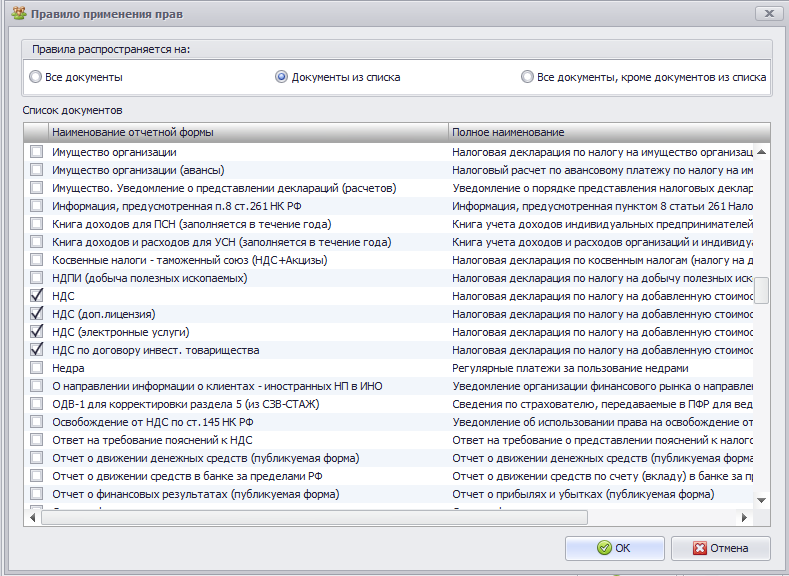 Правило применения прав
Правила распространяется на:
Все документы
Документы из списка
Все документы, кроме документов из списка
Список документов
Наименование отчетной формы Полное наименование
Имущество организации Налоговая декларация по налогу на имущество организац
Имущество организации (авансы) Налоговый расчет по авансовому платежу по налогу на им
Имущество. Уведомление о представлении деклараций (расчетов) Уведомление о порядке представления налоговых деклар
Информация, предусмотренная п.8 ст.261 НК РФ Информация, предусмотренная пунктом 8 статьи 261 Нало
Книга доходов для ПСН (заполняется в течение года) Книга учета доходов индивидуальных предпринимателей
Книга доходов и расходов для УСН (заполняется в течение года) Книга учета доходов и расходов организаций и индивиду
Косвенные налоги - таможенный союз (НДС+Акцизы) Налоговая декларация по косвенным налогам (налогу на д
НДПИ (добыча полезных ископаемых) Налоговая декларация по налогу на добычу полезных иск
НДС Налоговая декларация по налогу на добавленную стоимос
НДС (доп.лицензия) Налоговая декларация по налогу на добавленную стоимос
НДС (электронные услуги) Налоговая декларация по налогу на добавленную стоимос
НДС по договору инвест. товарищества Налоговая декларация по налогу на добавленную стоимос
Недра Регулярные платежи за пользование недрами
О направлении информации о клиентах - иностранных НП в ИНО Уведомление организации финансового рынка о направле
ОДВ-1 для корректировки раздела 5 (из СЗВ-СТАЖ) Сведения по страхователю, передаваемые в ПФР для вед
Освобождение от НДС по ст.145 НК РФ Уведомление об использовании права на освобождение от
Ответ на требование пояснений к НДС Ответ на требование о представлении пояснений к налого
Отчет о движении денежных средств (публикуемая форма) Отчет о движении денежных средств (публикуемая форма
Отчет о движении средств в банке за пределами РФ Отчет о движении средств по счету (вкладу) в банке за п
Отчет о финансовых результатах (публикуемая форма) Отчет о прибылях и убытках (публикуемая форма)
ОК
Отмена